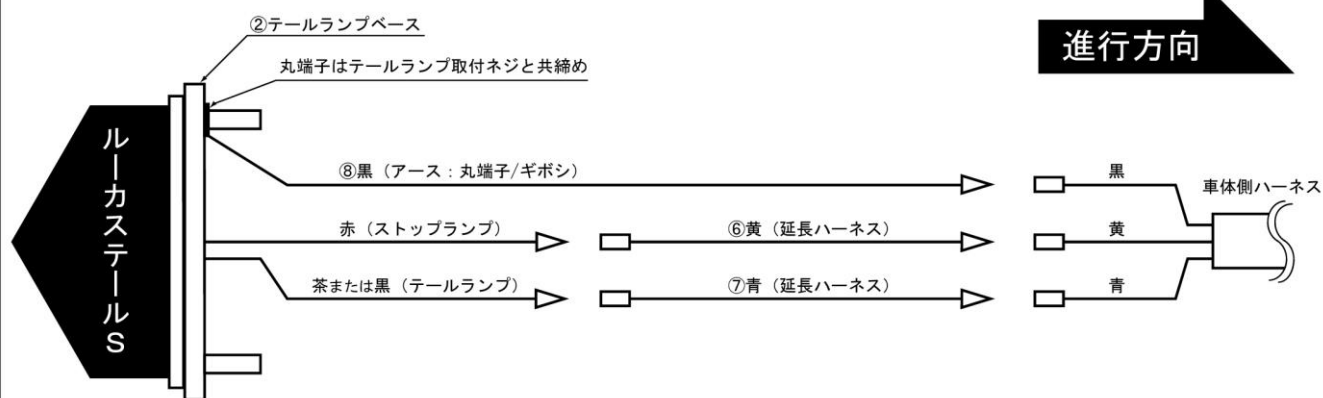 ②テールランプベース
進行方向
丸端子はテールランプ取付ネジと共締め
ルーカステールS
⑧黒（アース：丸端子/ギボシ）
黒
車体側ハーネス
赤（ストップランプ）
⑥黄（延長ハーネス）
黄
茶または黒（テールランプ）
⑦青（延長ハーネス）
青